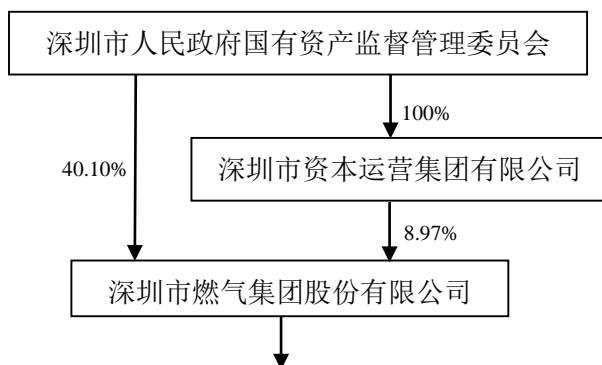 深圳市人民政府国有资产监督管理委员会
100%
40.10%
深圳市资本运营集团有限公司
8.97%
深圳市燃气集团股份有限公司